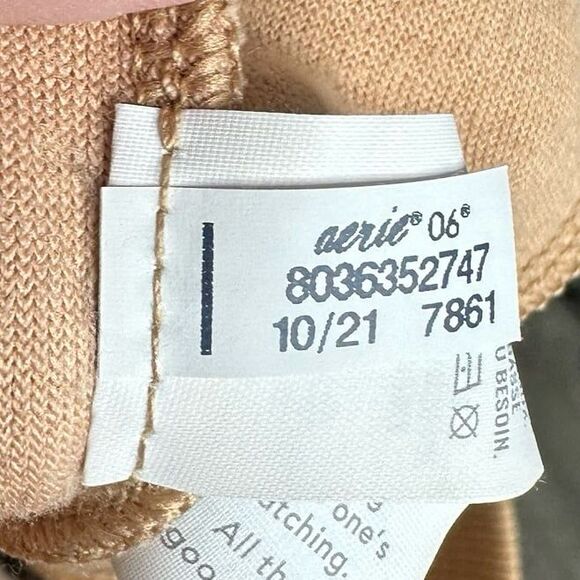 aerie® 06®
8036352747
10/21 7861
U BESOIN.
one's
atching.
All th
goo